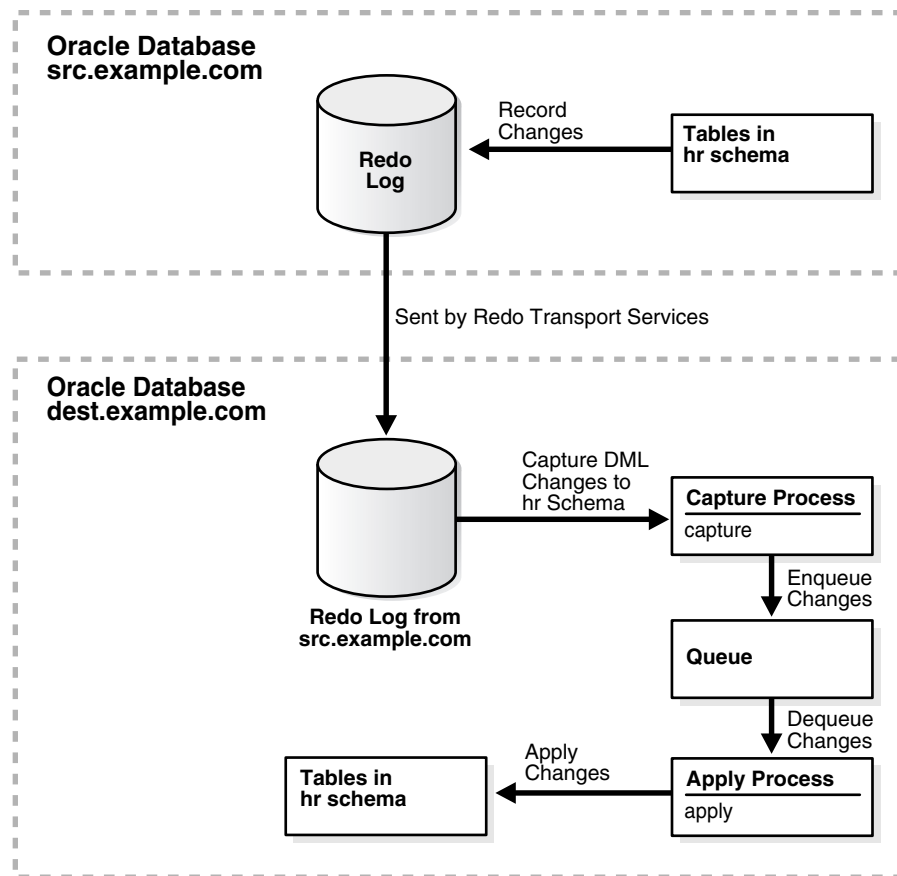 Oracle Database
src.example.com
Record
Changes
Tables in
hr schema
Redo
Log
Sent by Redo Transport Services
Oracle Database
dest.example.com
Capture DML
Changes to
hr Schema
Capture Process
capture
Enqueue
Changes
Redo Log from
src.example.com
Queue
Dequeue
Changes
Apply
Changes
Tables in
hr schema
Apply Process
apply